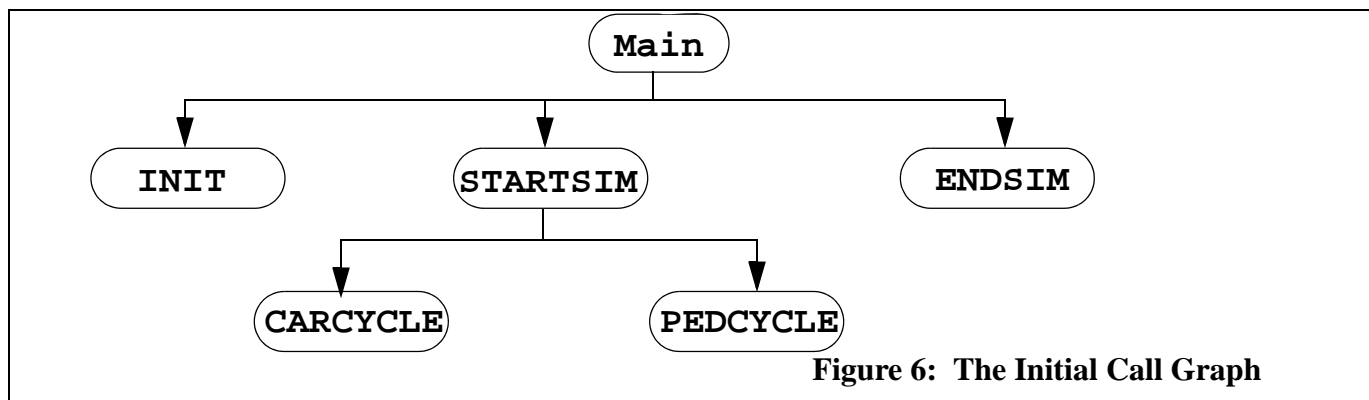 Main
INIT
STARTSIM
ENDSIM
CARCYCLE
PEDCYCLE
Figure 6: The Initial Call Graph